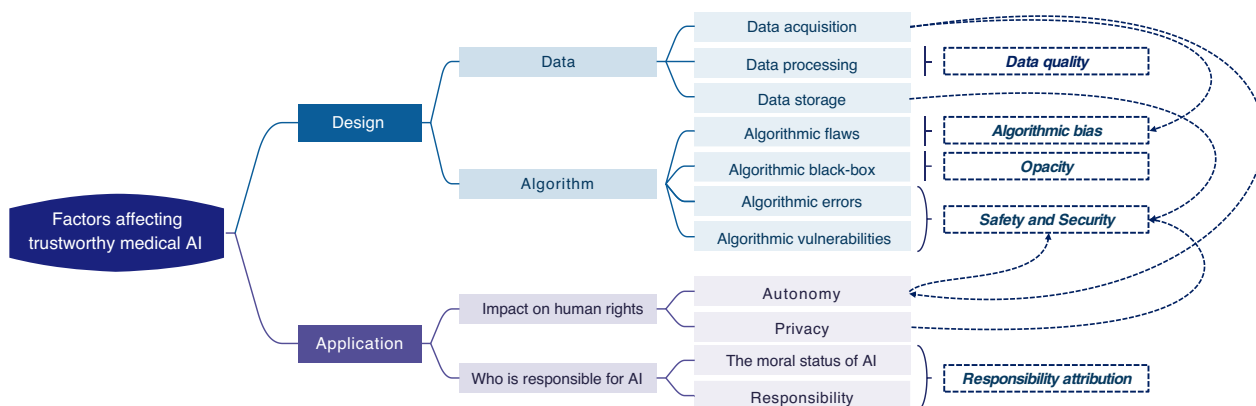 Factors affecting
trustworthy medical AI
Design
Application
Data
Algorithm
Impact on human rights
Who is responsible for AI
Data acquisition
Data processing
Data storage
Algorithmic flaws
Algorithmic black-box
Algorithmic errors
Algorithmic vulnerabilities
Autonomy
Privacy
The moral status of AI
Responsibility
Data quality
Algorithmic bias
Opacity
Safety and Security
Responsibility attribution